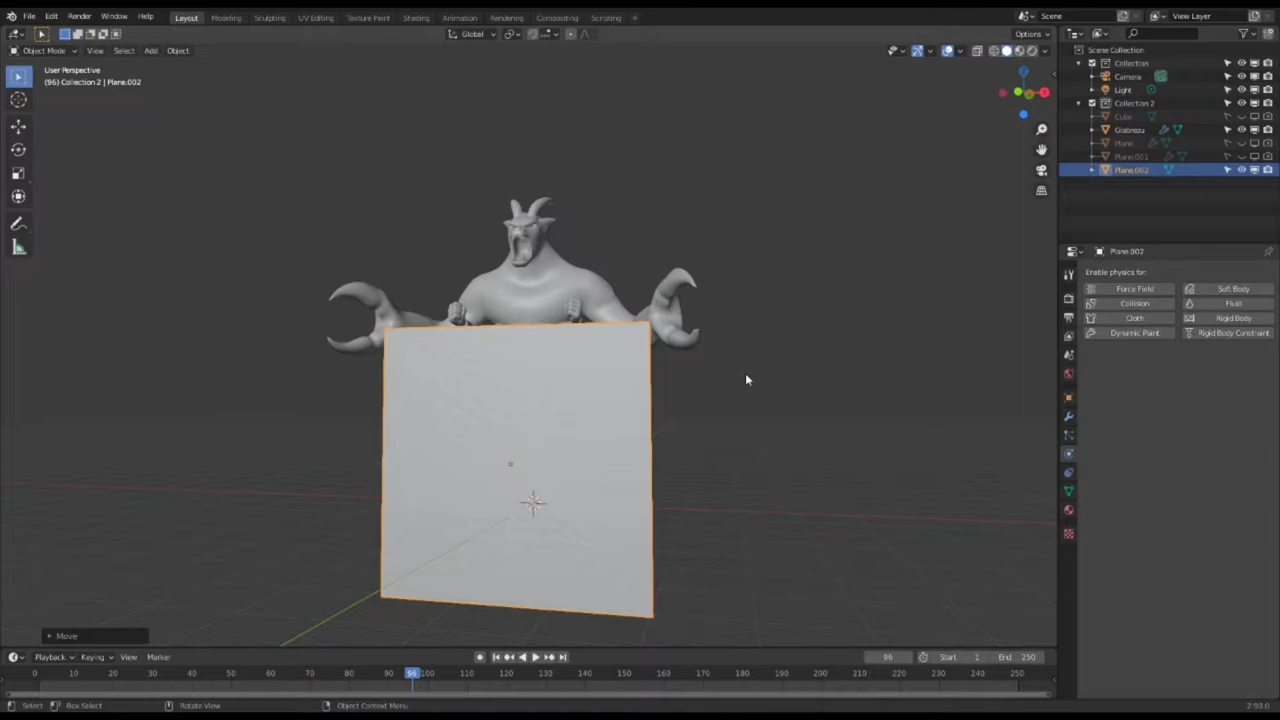 File Edit Render Window Help Layout Modeling Sculpting UV Editing Texture Paint Shading Animation Rendering Compositing Scripting + Scene View Layer
Global Options
Object Mode View Select Add Object
User Perspective
(96) Collection 2 | Plane.002
Scene Collection
Collection
Camera
Light
Collection 2
Cube
Glabrezu
Plane
Plane.001
Plane.002
Plane.002
Enable physics for:
Force Field Soft Body
Collision Fluid
Cloth Rigid Body
Dynamic Paint Rigid Body Constraint
Move
Playback Keying View Marker 96 Start 1 End 250
0 10 20 30 40 50 60 70 80 90 96 100 110 120 130 140 150 160 170 180 190 200 210 220 230 240 250
Select Box Select Rotate View Object Context Menu 2.90.0